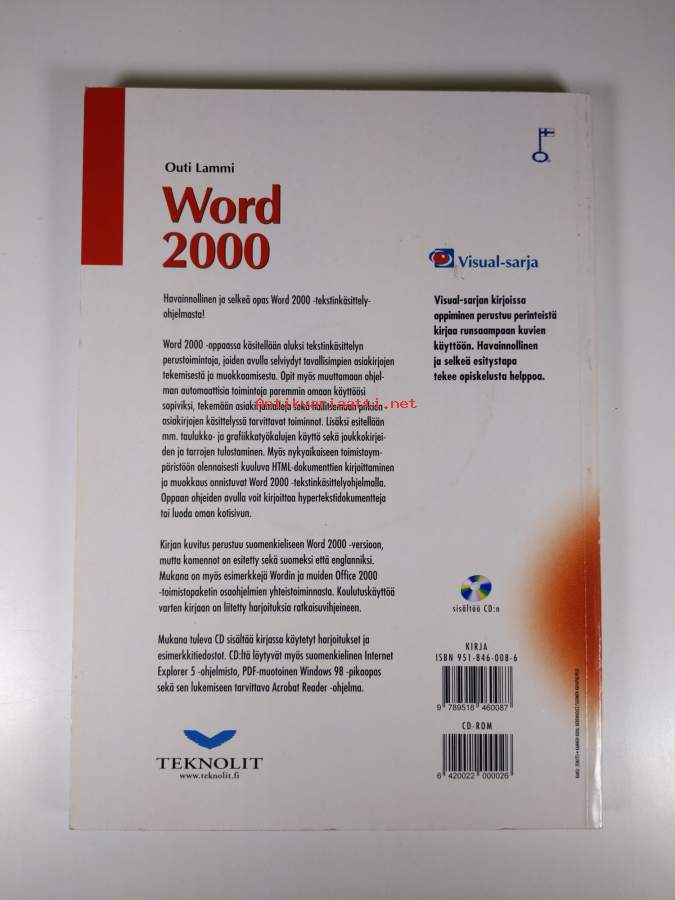 Outi Lammi
Word
2000
Havainnollinen ja selkeä opas Word 2000 -tekstinkäsittely-
ohjelmasta!
Word 2000 -oppaassa käsitellään aluksi tekstinkäsittelyn
perustoimintoja, joiden avulla selviydyt tavallisimpien asiakirjojen
tekemisestä ja muokkaamisesta. Opit myös muuttamaan ohjel-
man automaattisia toimintoja paremmin omaan käyttöösi
sopiviksi, tekemään asiakirjamalleja sekä hallitsemaan pitkien
asiakirjojen käsittelyssä tarvittavat toiminnot. Lisäksi esitellään
mm. taulukko- ja grafiikkatyökalujen käyttö sekä joukkokirjei-
den ja tarrojen tulostaminen. Myös nykyaikaiseen toimistoym-
päristöön olennaisesti kuuluva HTML-dokumenttien kirjoittaminen
ja muokkaus onnistuvat Word 2000 -tekstinkäsittelyohjelmalla.
Oppaan ohjeiden avulla voit kirjoittaa hypertekstidokumentteja
tai luoda oman kotisivun.
Kirjan kuvitus perustuu suomenkieliseen Word 2000 -versioon,
mutta komennot on esitetty sekä suomeksi että englanniksi.
Mukana on myös esimerkkejä Wordin ja muiden Office 2000
-toimistopaketin osaohjelmien yhteistoiminnasta. Koulutuskäyttöä
varten kirjaan on liitetty harjoituksia ratkaisuvihjeineen.
Mukana tuleva CD sisältää kirjassa käytetyt harjoitukset ja
esimerkkitiedostot. CD:ltä löytyvät myös suomenkielinen Internet
Explorer 5 -ohjelmisto, PDF-muotoinen Windows 98 -pikaopas
sekä sen lukemiseen tarvittava Acrobat Reader -ohjelma.
TEKNOLIT
www.teknolit.fi
Visual-sarja
Visual-sarjan kirjoissa
oppiminen perustuu perinteistä
kirjaa runsaampaan kuvien
käyttöön. Havainnollinen
ja selkeä esitystapa
tekee opiskelusta helppoa.
sisältää CD:n
KIRJA
ISBN 951-846-008-6
9 789518 460087
CD-ROM
6 420022 000026
Antikvariaatti.net